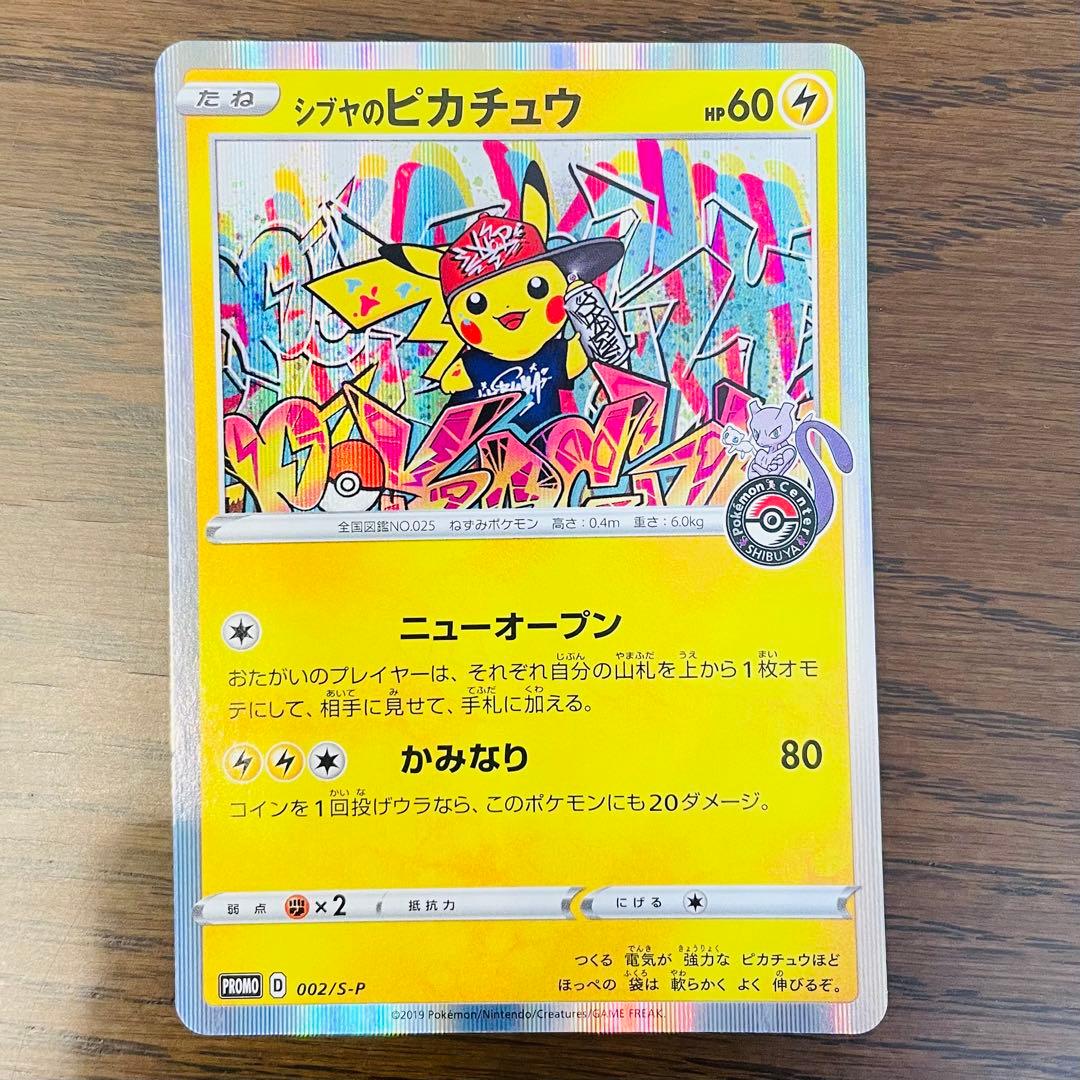 たね シブヤのピカチュウ HP60
全国図鑑NO.025 ねずみポケモン 高さ:0.4m 重さ:6.0kg
Pokémon Center
SHIBUYA
ニューオープン
おたがいのプレイヤーは、それぞれ自分の山札を上から1枚オモ
テにして、相手に見せて、手札に加える。
かみなり 80
コインを1回投げウラなら、このポケモンにも20ダメージ。
弱点 ×2 抵抗力 にげる
つくる 電気が 強力な ピカチュウほど
ほっぺの 袋は 軟らかく よく 伸びるぞ。
PROMO D 002/S-P
©2019 Pokémon/Nintendo/Creatures/GAME FREAK.